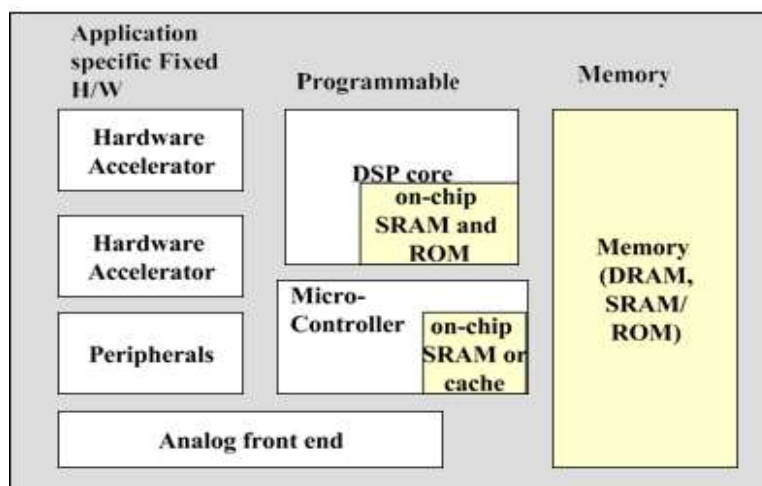 Application
specific Fixed
H/W
Programmable
Memory
Hardware
Accelerator
DSP core
on-chip
SRAM and
ROM
Hardware
Accelerator
Micro-
Controller
on-chip
SRAM or
cache
Peripherals
Analog front end
Memory
(DRAM,
SRAM/
ROM)